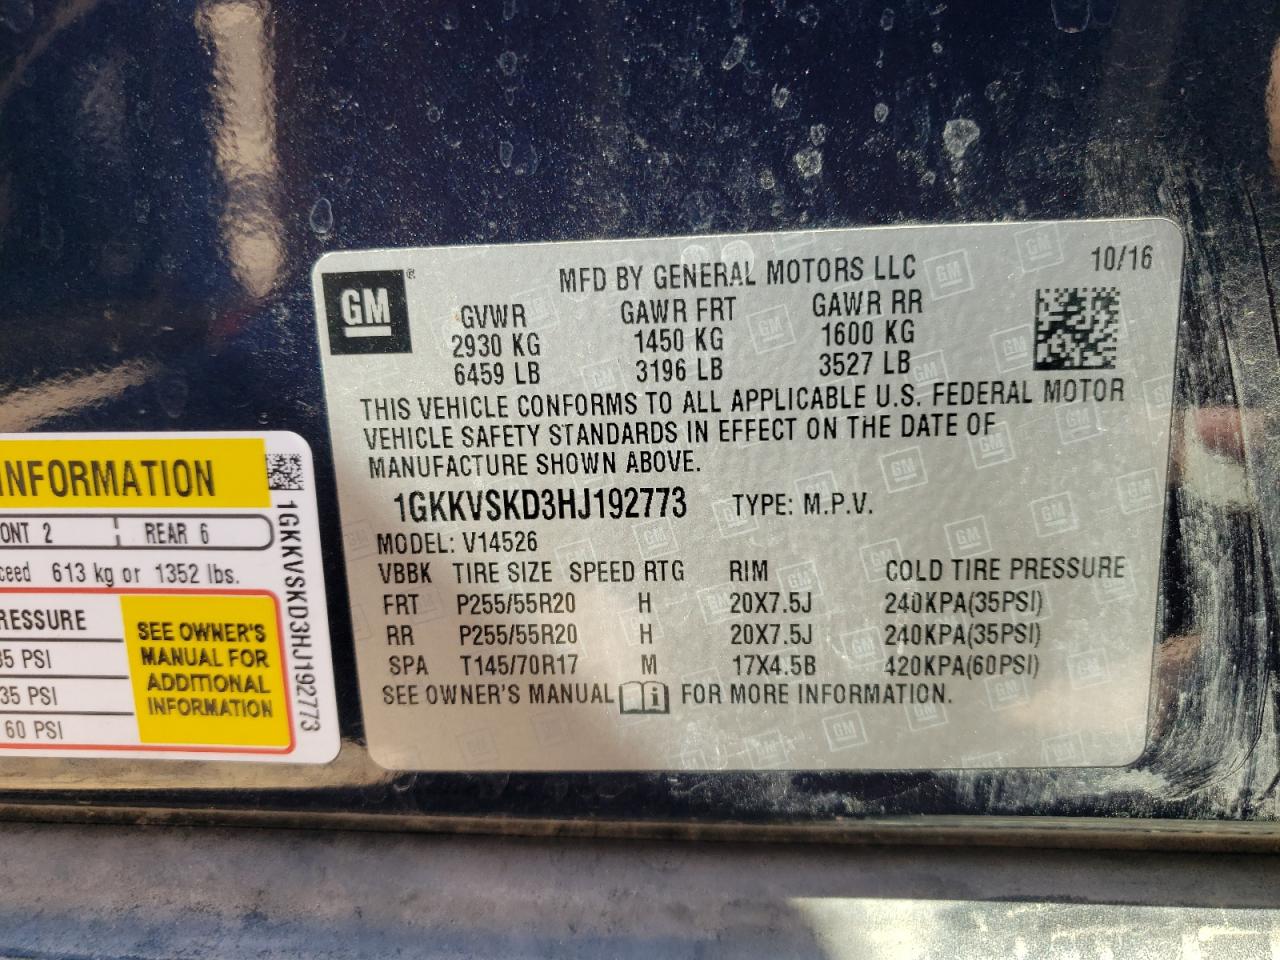 GM
MFD BY GENERAL MOTORS LLC
10/16
GVWR GAWR FRT GAWR RR
2930 KG 1450 KG 1600 KG
6459 LB 3196 LB 3527 LB
THIS VEHICLE CONFORMS TO ALL APPLICABLE U.S. FEDERAL MOTOR
VEHICLE SAFETY STANDARDS IN EFFECT ON THE DATE OF
MANUFACTURE SHOWN ABOVE.
1GKKVSKD3HJ192773 TYPE: M.P.V.
MODEL: V14526
VBBK TIRE SIZE SPEED RTG RIM COLD TIRE PRESSURE
FRT P255/55R20 H 20X7.5J 240KPA(35PSI)
RR P255/55R20 H 20X7.5J 240KPA(35PSI)
SPA T145/70R17 M 17X4.5B 420KPA(60PSI)
SEE OWNER'S MANUAL FOR MORE INFORMATION.
INFORMATION
ONT 2 REAR 6
ceed 613 kg or 1352 lbs.
RESSURE
35 PSI
35 PSI
60 PSI
SEE OWNER'S
MANUAL FOR
ADDITIONAL
INFORMATION
1GKKVSKD3HJ192773